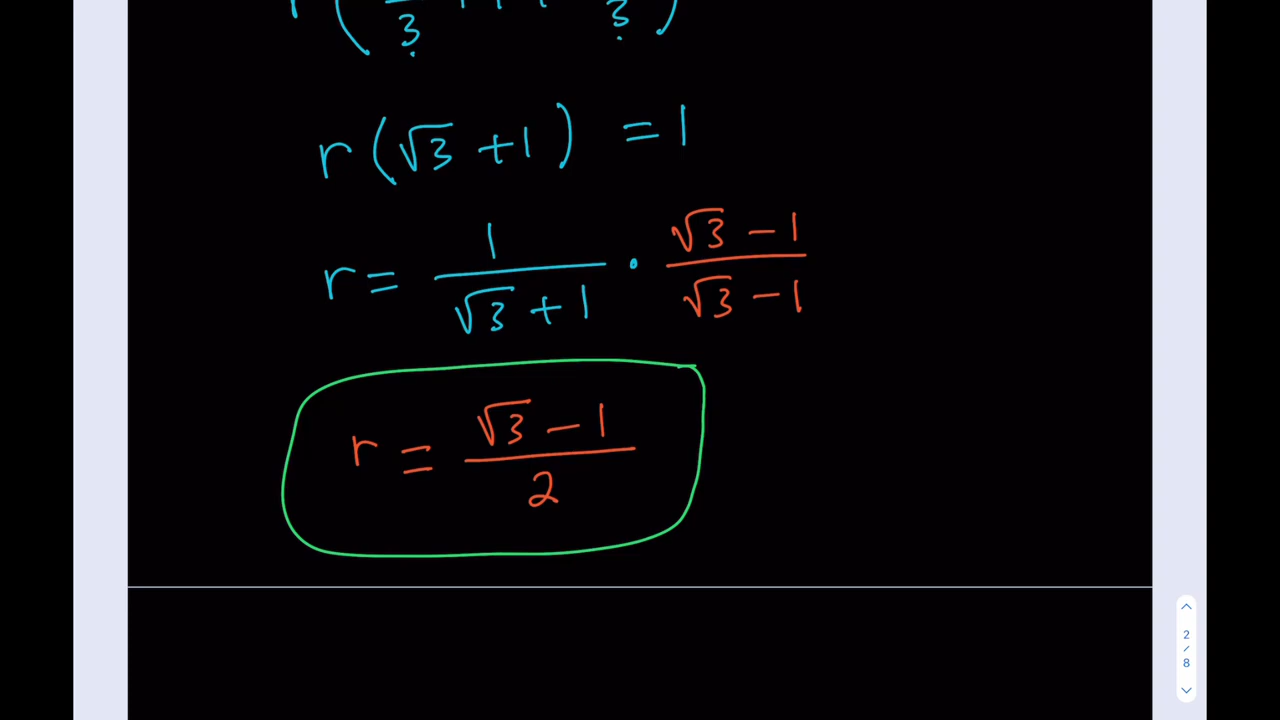 r(√3 + 1) = 1
r = 1/(√3 + 1) · (√3 − 1)/(√3 − 1)
r = (√3 − 1)/2
2
/
8